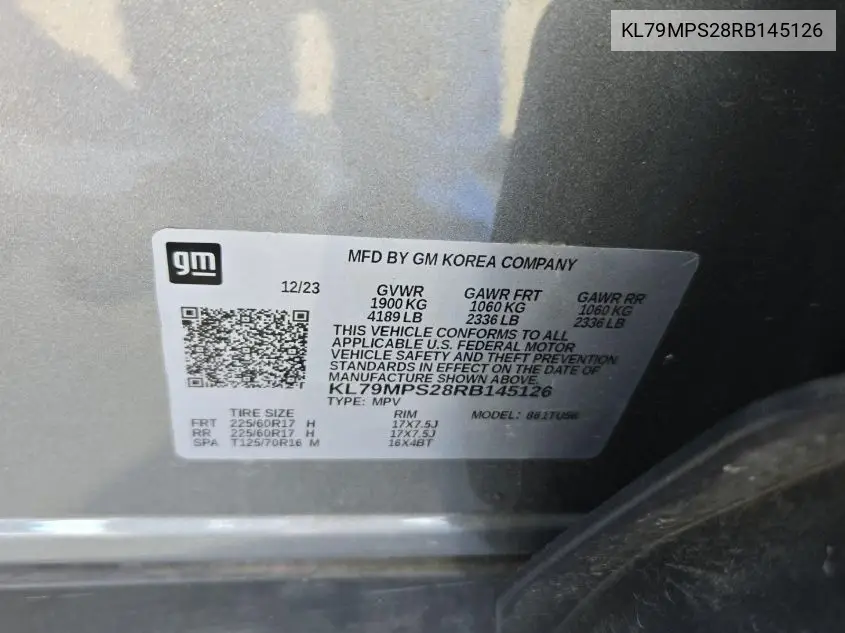 KL79MPS28RB145126
gm
MFD BY GM KOREA COMPANY
12/23
GVWR GAWR FRT GAWR RR
1900 KG 1060 KG 1060 KG
4189 LB 2336 LB 2336 LB
THIS VEHICLE CONFORMS TO ALL
APPLICABLE U.S. FEDERAL MOTOR
VEHICLE SAFETY AND THEFT PREVENTION
STANDARDS IN EFFECT ON THE DATE OF
MANUFACTURE SHOWN ABOVE.
KL79MPS28RB145126
TYPE: MPV
TIRE SIZE RIM MODEL:
FRT 225/60R17 H 17X7.5J
RR 225/60R17 H 17X7.5J
SPA T125/70R16 M 16X4BT